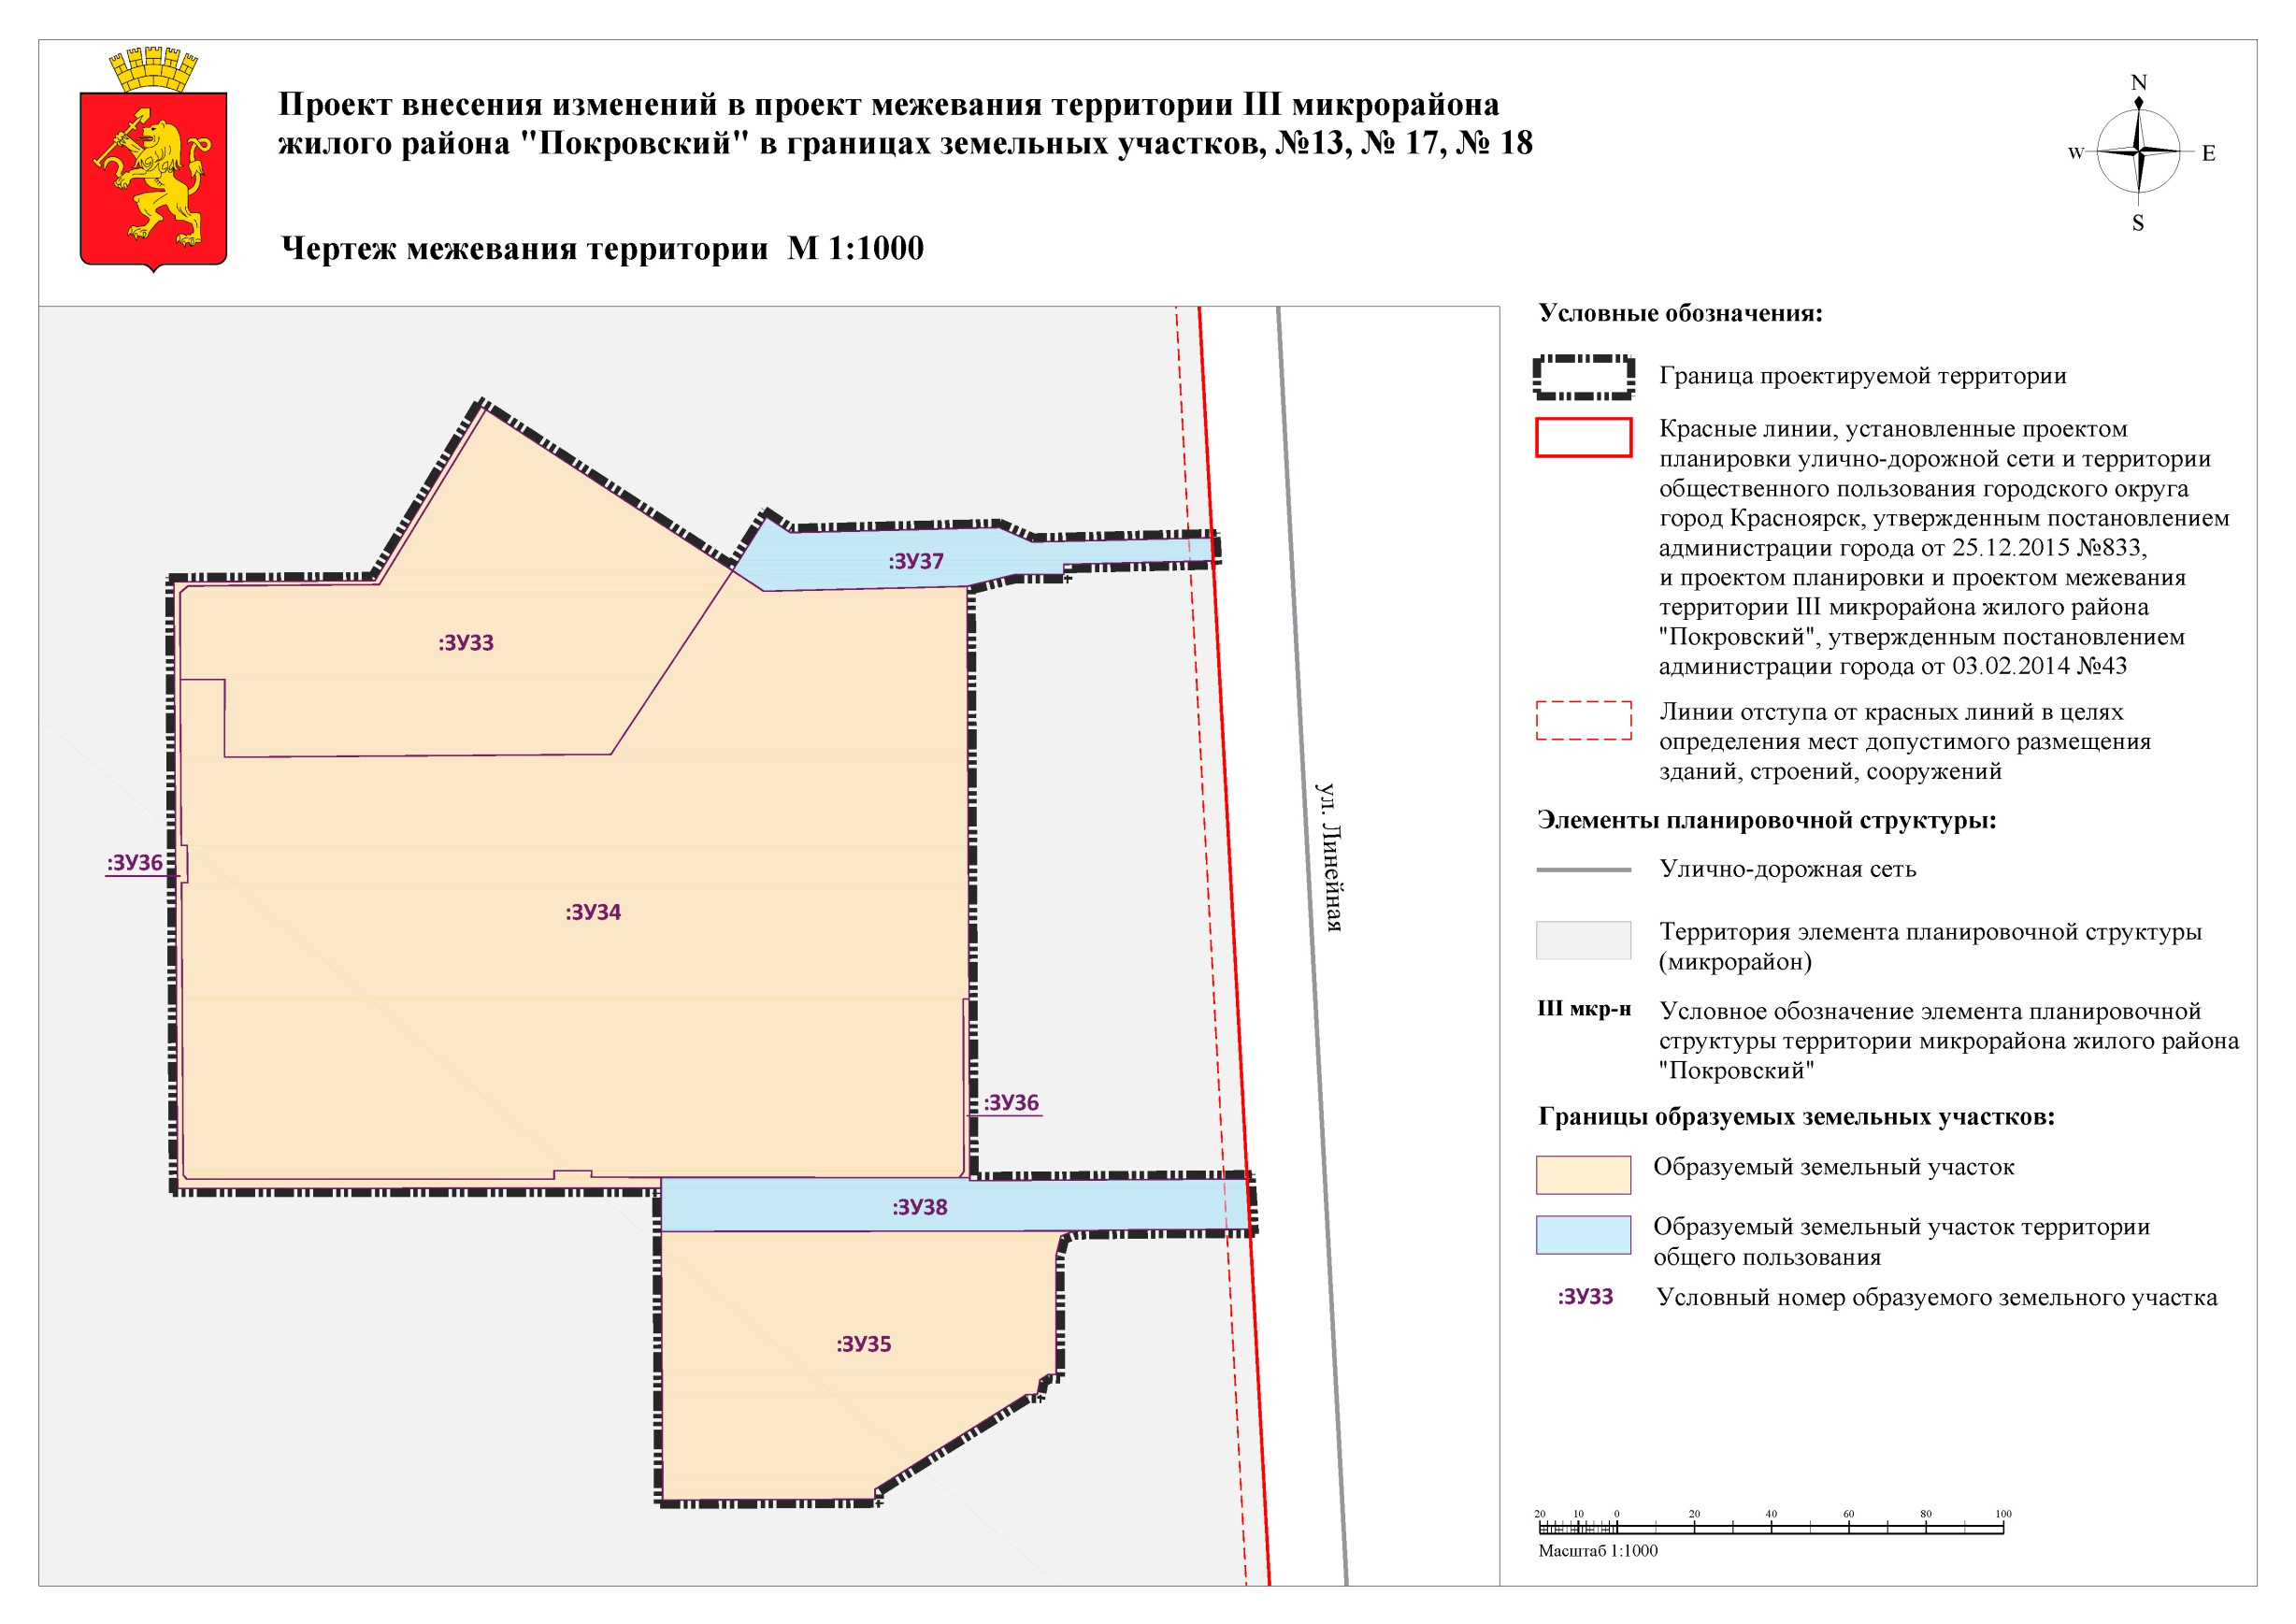 Проект внесения изменений в проект межевания территории III микрорайона
жилого района "Покровский" в границах земельных участков, №13, № 17, № 18
Чертеж межевания территории М 1:1000
N
W
E
S
:ЗУ37
:ЗУ33
:ЗУ36
:ЗУ34
ул. Линейная
:ЗУ36
:ЗУ38
:ЗУ35
Условные обозначения:
Граница проектируемой территории
Красные линии, установленные проектом
планировки улично-дорожной сети и территории
общественного пользования городского округа
город Красноярск, утвержденным постановлением
администрации города от 25.12.2015 №833,
и проектом планировки и проектом межевания
территории III микрорайона жилого района
"Покровский", утвержденным постановлением
администрации города от 03.02.2014 №43
Линии отступа от красных линий в целях
определения мест допустимого размещения
зданий, строений, сооружений
Элементы планировочной структуры:
Улично-дорожная сеть
Территория элемента планировочной структуры
(микрорайон)
III мкр-н Условное обозначение элемента планировочной
структуры территории микрорайона жилого района
"Покровский"
Границы образуемых земельных участков:
Образуемый земельный участок
Образуемый земельный участок территории
общего пользования
:ЗУ33 Условный номер образуемого земельного участка
20 10 0 20 40 60 80 100
Масштаб 1:1000